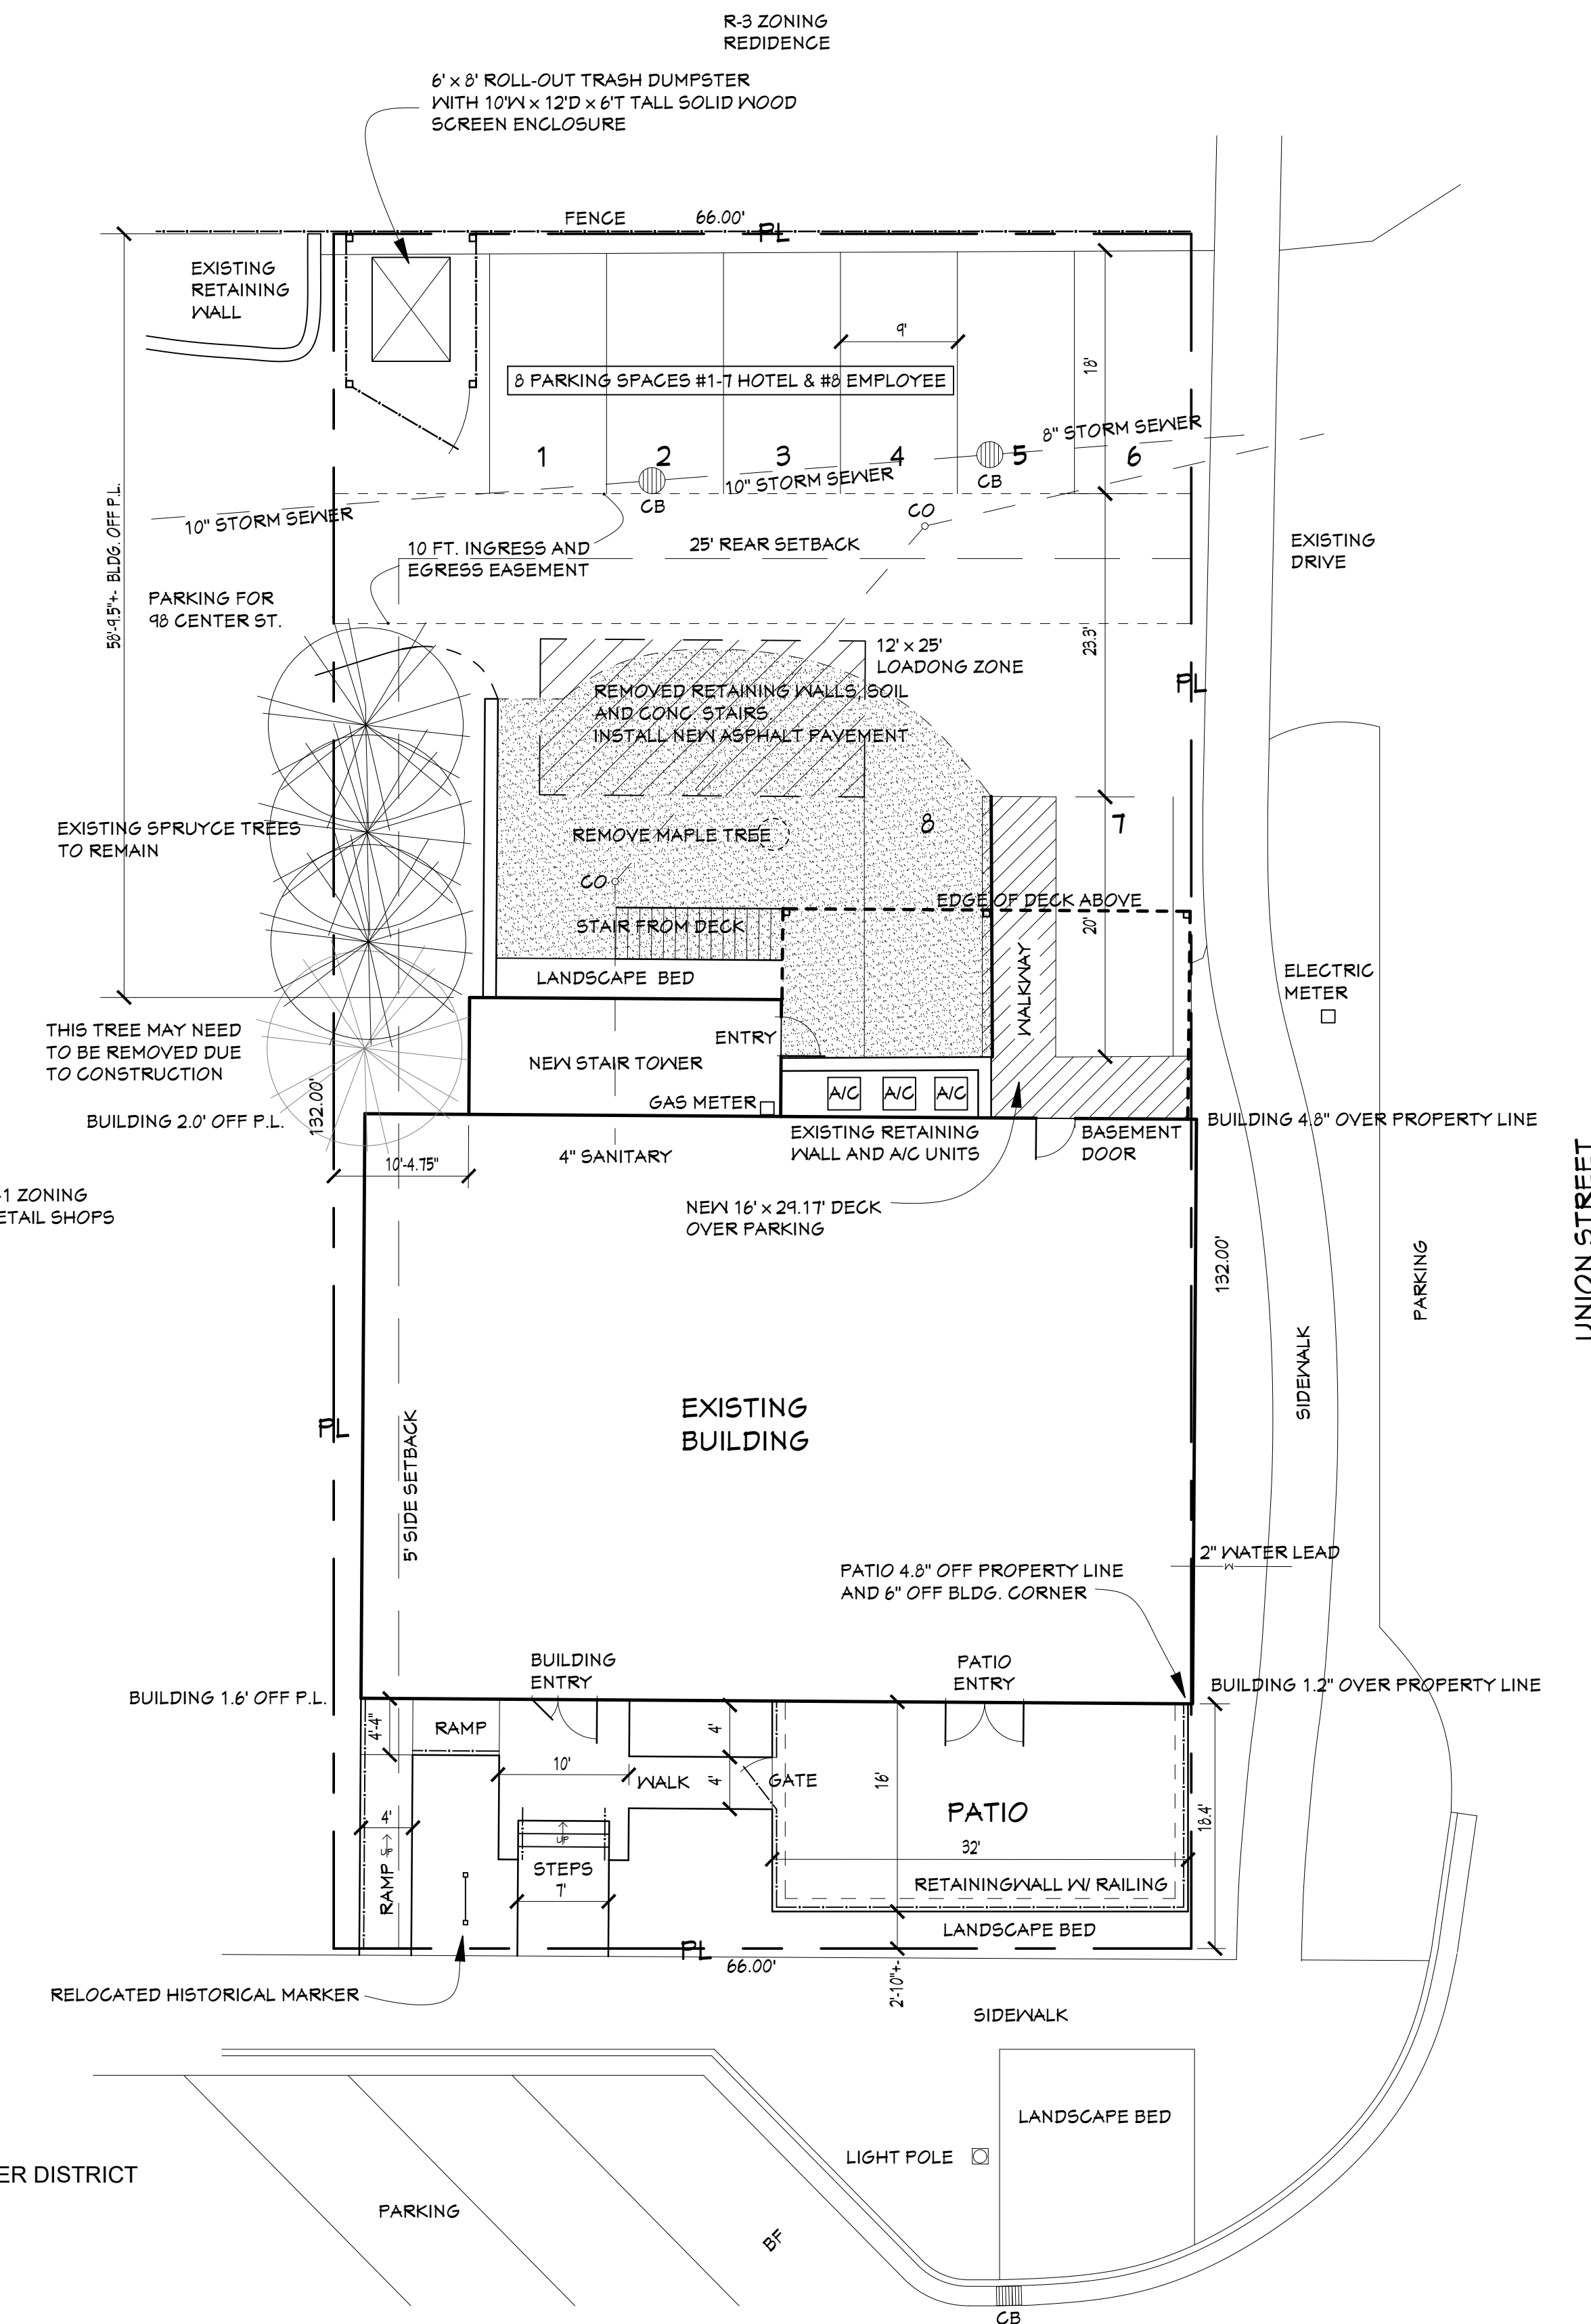 R-3 ZONING
REDIDENCE
6' x 8' ROLL-OUT TRASH DUMPSTER
WITH 10'W x 12'D x 6'T TALL SOLID WOOD
SCREEN ENCLOSURE
FENCE
66.00'
PL
EXISTING
RETAINING
WALL
9'
18'
8 PARKING SPACES #1-7 HOTEL & #8 EMPLOYEE
8" STORM SEWER
1
2
3
4
5
6
10" STORM SEWER
CB
CB
10" STORM SEWER
CO
58'-9.5"+- BLDG. OFF P.L.
10 FT. INGRESS AND
EGRESS EASEMENT
25' REAR SETBACK
EXISTING
DRIVE
PARKING FOR
98 CENTER ST.
23.3'
12' x 25'
LOADONG ZONE
PL
REMOVED RETAINING WALLS, SOIL
AND CONC. STAIRS
INSTALL NEW ASPHALT PAVEMENT
EXISTING SPRUYCE TREES
TO REMAIN
REMOVE MAPLE TREE
8
7
CO
EDGE OF DECK ABOVE
20'
STAIR FROM DECK
WALKWAY
LANDSCAPE BED
ELECTRIC
METER
THIS TREE MAY NEED
TO BE REMOVED DUE
TO CONSTRUCTION
ENTRY
NEW STAIR TOWER
A/C
A/C
A/C
GAS METER
132.00'
BUILDING 2.0' OFF P.L.
BUILDING 4.8" OVER PROPERTY LINE
EXISTING RETAINING
WALL AND A/C UNITS
BASEMENT
DOOR
10'-4.75"
4" SANITARY
-1 ZONING
ETAIL SHOPS
NEW 16' x 29.17' DECK
OVER PARKING
UNION STREET
132.00'
PARKING
SIDEWALK
EXISTING
BUILDING
PL
5' SIDE SETBACK
2" WATER LEAD
W
PATIO 4.8" OFF PROPERTY LINE
AND 6" OFF BLDG. CORNER
BUILDING
ENTRY
PATIO
ENTRY
BUILDING 1.6' OFF P.L.
BUILDING 1.2" OVER PROPERTY LINE
4'-4"
RAMP
4'
10'
WALK
4'
GATE
16'
PATIO
18.4'
4'
UP
RAMP
UP
STEPS
7'
32'
RETAININGWALL W/ RAILING
LANDSCAPE BED
PL
66.00'
2'-10"+-
RELOCATED HISTORICAL MARKER
SIDEWALK
LANDSCAPE BED
LIGHT POLE
ER DISTRICT
PARKING
BF
CB